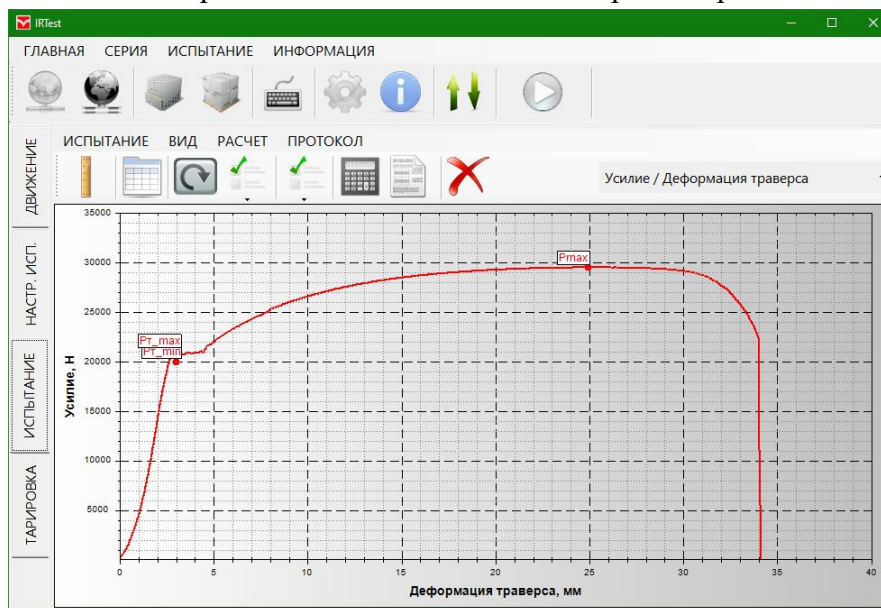 IRTest
ГЛАВНАЯ СЕРИЯ ИСПЫТАНИЕ ИНФОРМАЦИЯ
ДВИЖЕНИЕ
НАСТР. ИСП.
ИСПЫТАНИЕ
ТАРИРОВКА
ИСПЫТАНИЕ ВИД РАСЧЕТ ПРОТОКОЛ
Усилие / Деформация траверса
Усилие, Н
35000
30000
25000
20000
15000
10000
5000
Pmax
Рт_max
Рт_min
0 5 10 15 20 25 30 35 40
Деформация траверса, мм